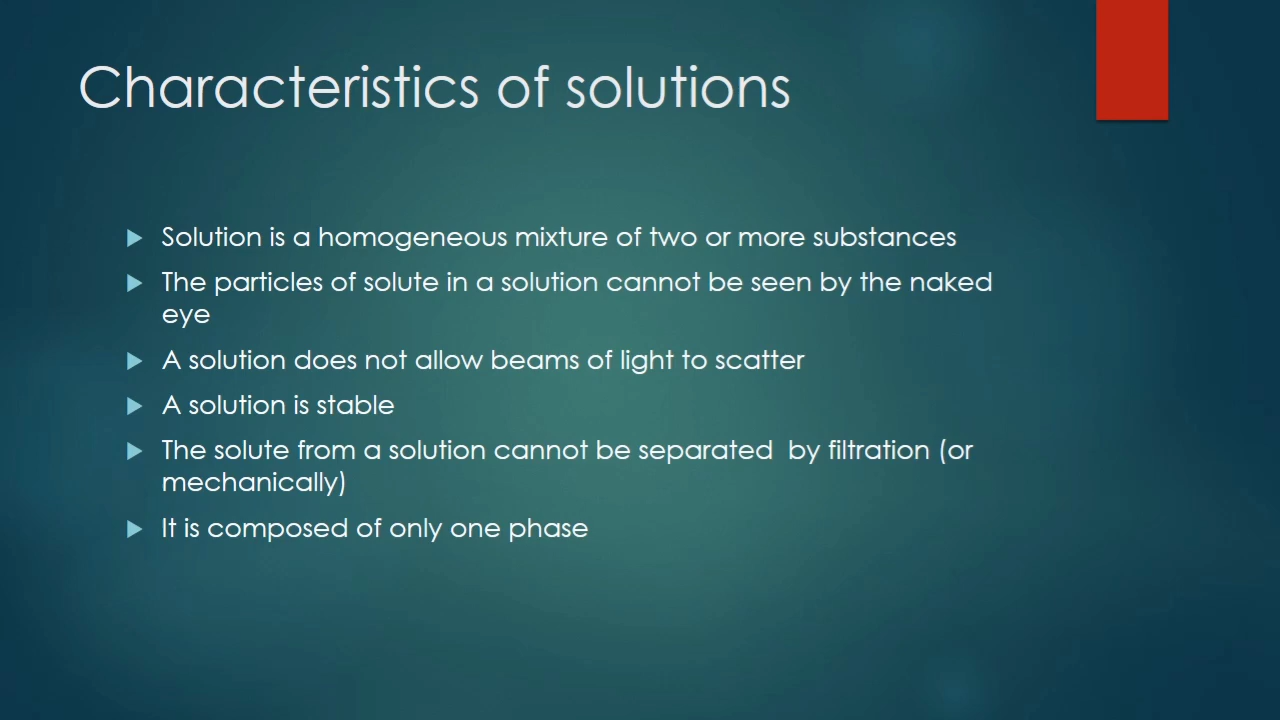 Characteristics of solutions
Solution is a homogeneous mixture of two or more substances
The particles of solute in a solution cannot be seen by the naked
eye
A solution does not allow beams of light to scatter
A solution is stable
The solute from a solution cannot be separated  by filtration (or
mechanically)
It is composed of only one phase